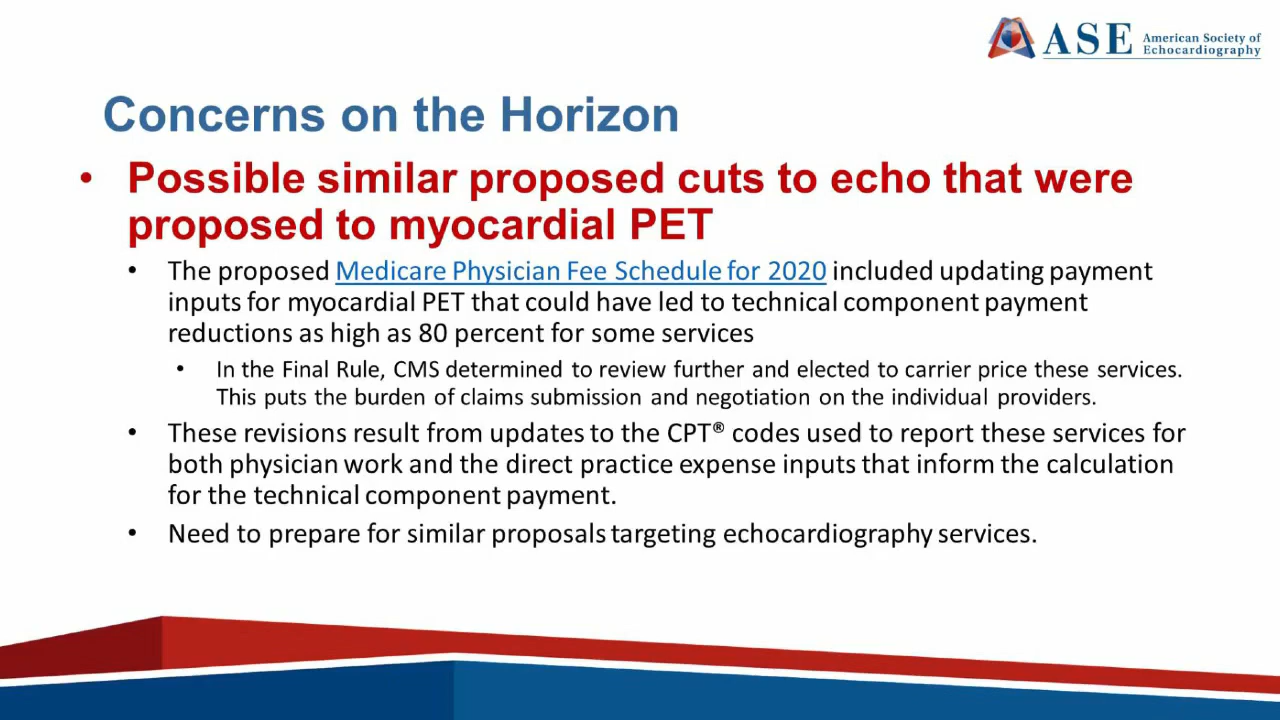 ASE American Society of
Echocardiography
Concerns on the Horizon
• Possible similar proposed cuts to echo that were
proposed to myocardial PET
• The proposed Medicare Physician Fee Schedule for 2020 included updating payment
inputs for myocardial PET that could have led to technical component payment
reductions as high as 80 percent for some services
• In the Final Rule, CMS determined to review further and elected to carrier price these services.
This puts the burden of claims submission and negotiation on the individual providers.
• These revisions result from updates to the CPT® codes used to report these services for
both physician work and the direct practice expense inputs that inform the calculation
for the technical component payment.
• Need to prepare for similar proposals targeting echocardiography services.